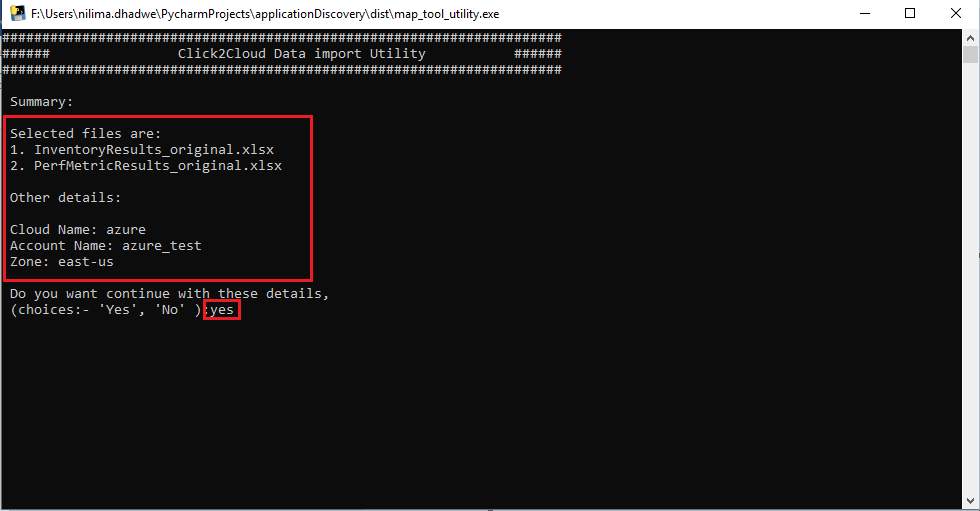 F:\Users\nilima.dhadwe\PycharmProjects\applicationDiscovery\dist\map_tool_utility.exe
######################################################################
###### Click2Cloud Data import Utility ######
######################################################################
Summary:
Selected files are:
1. InventoryResults_original.xlsx
2. PerfMetricResults_original.xlsx
Other details:
Cloud Name: azure
Account Name: azure_test
Zone: east-us
Do you want continue with these details,
(choices:- 'Yes', 'No' ):yes